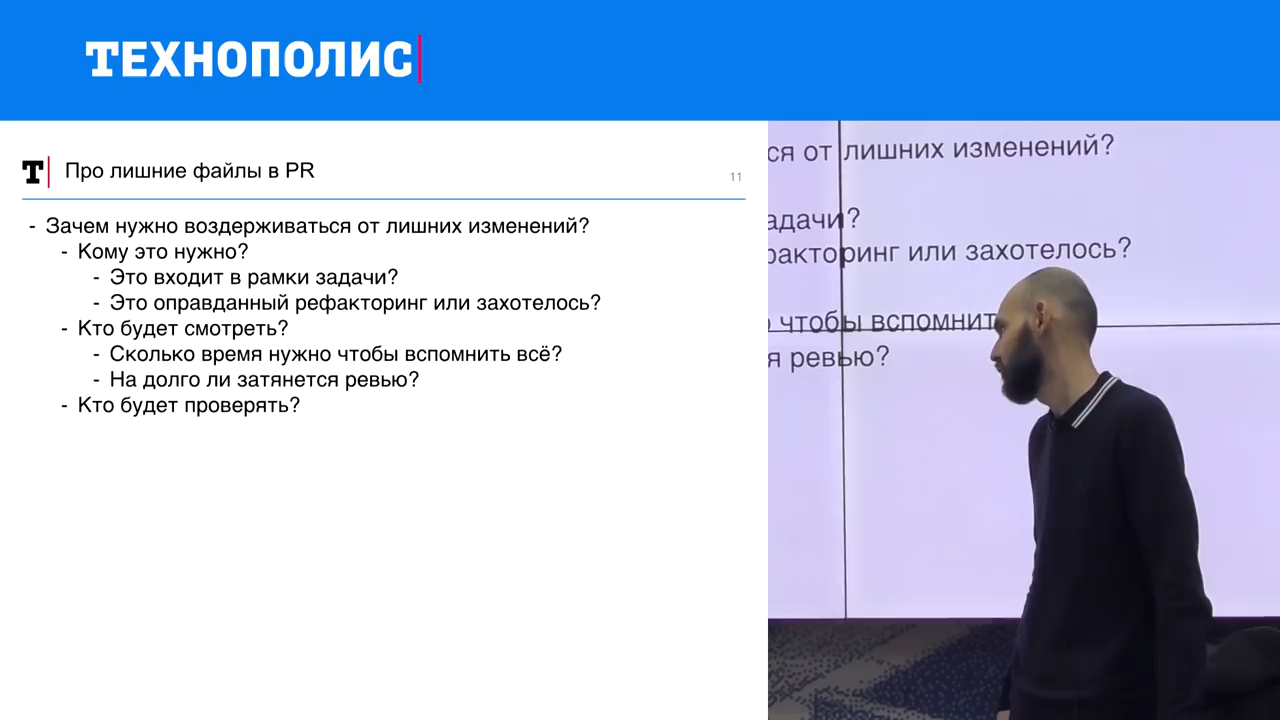 ТЕХНОПОЛИС
Т Про лишние файлы в PR
11
- Зачем нужно воздерживаться от лишних изменений?
- Кому это нужно?
- Это входит в рамки задачи?
- Это оправданный рефакторинг или захотелось?
- Кто будет смотреть?
- Сколько время нужно чтобы вспомнить всё?
- На долго ли затянется ревью?
- Кто будет проверять?
ся от лишних изменений?
адачи?
факторинг или захотелось?
чтобы вспомнит
я ревью?